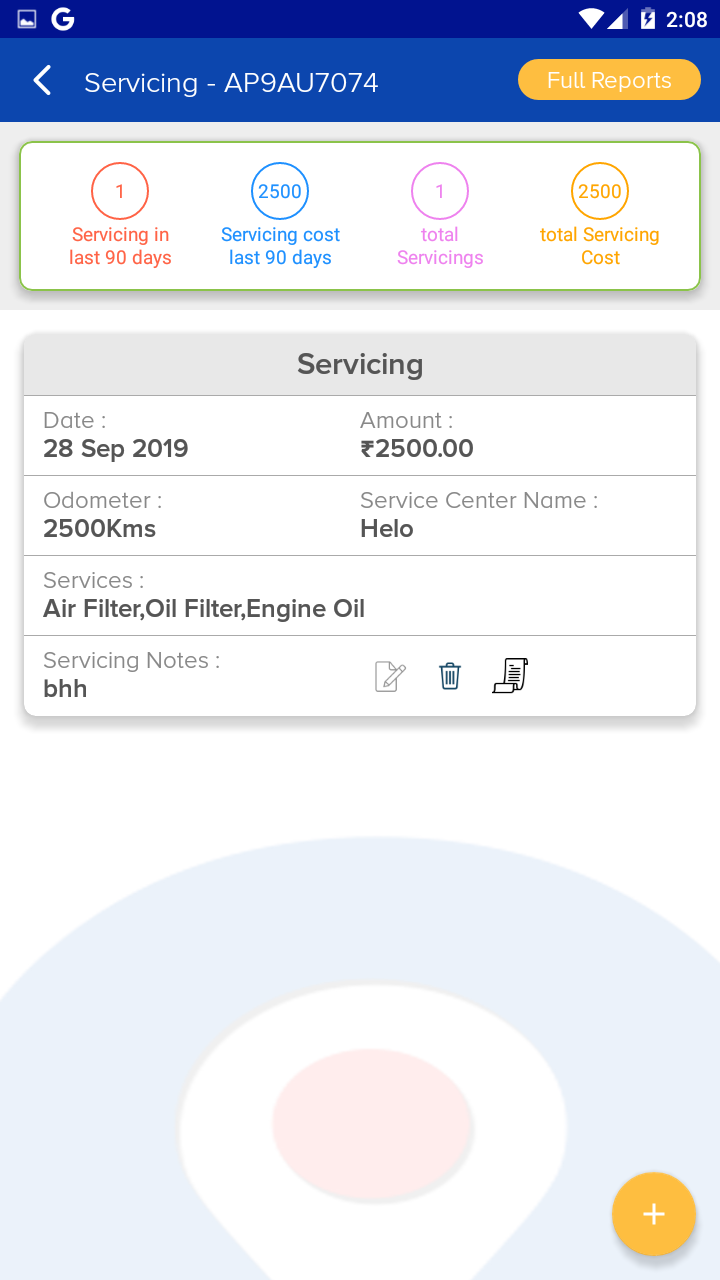 2:08
Servicing - AP9AU7074
Full Reports
1
Servicing in
last 90 days
2500
Servicing cost
last 90 days
1
total
Servicings
2500
total Servicing
Cost
Servicing
Date :
28 Sep 2019
Amount :
₹2500.00
Odometer :
2500Kms
Service Center Name :
Helo
Services :
Air Filter,Oil Filter,Engine Oil
Servicing Notes :
bhh